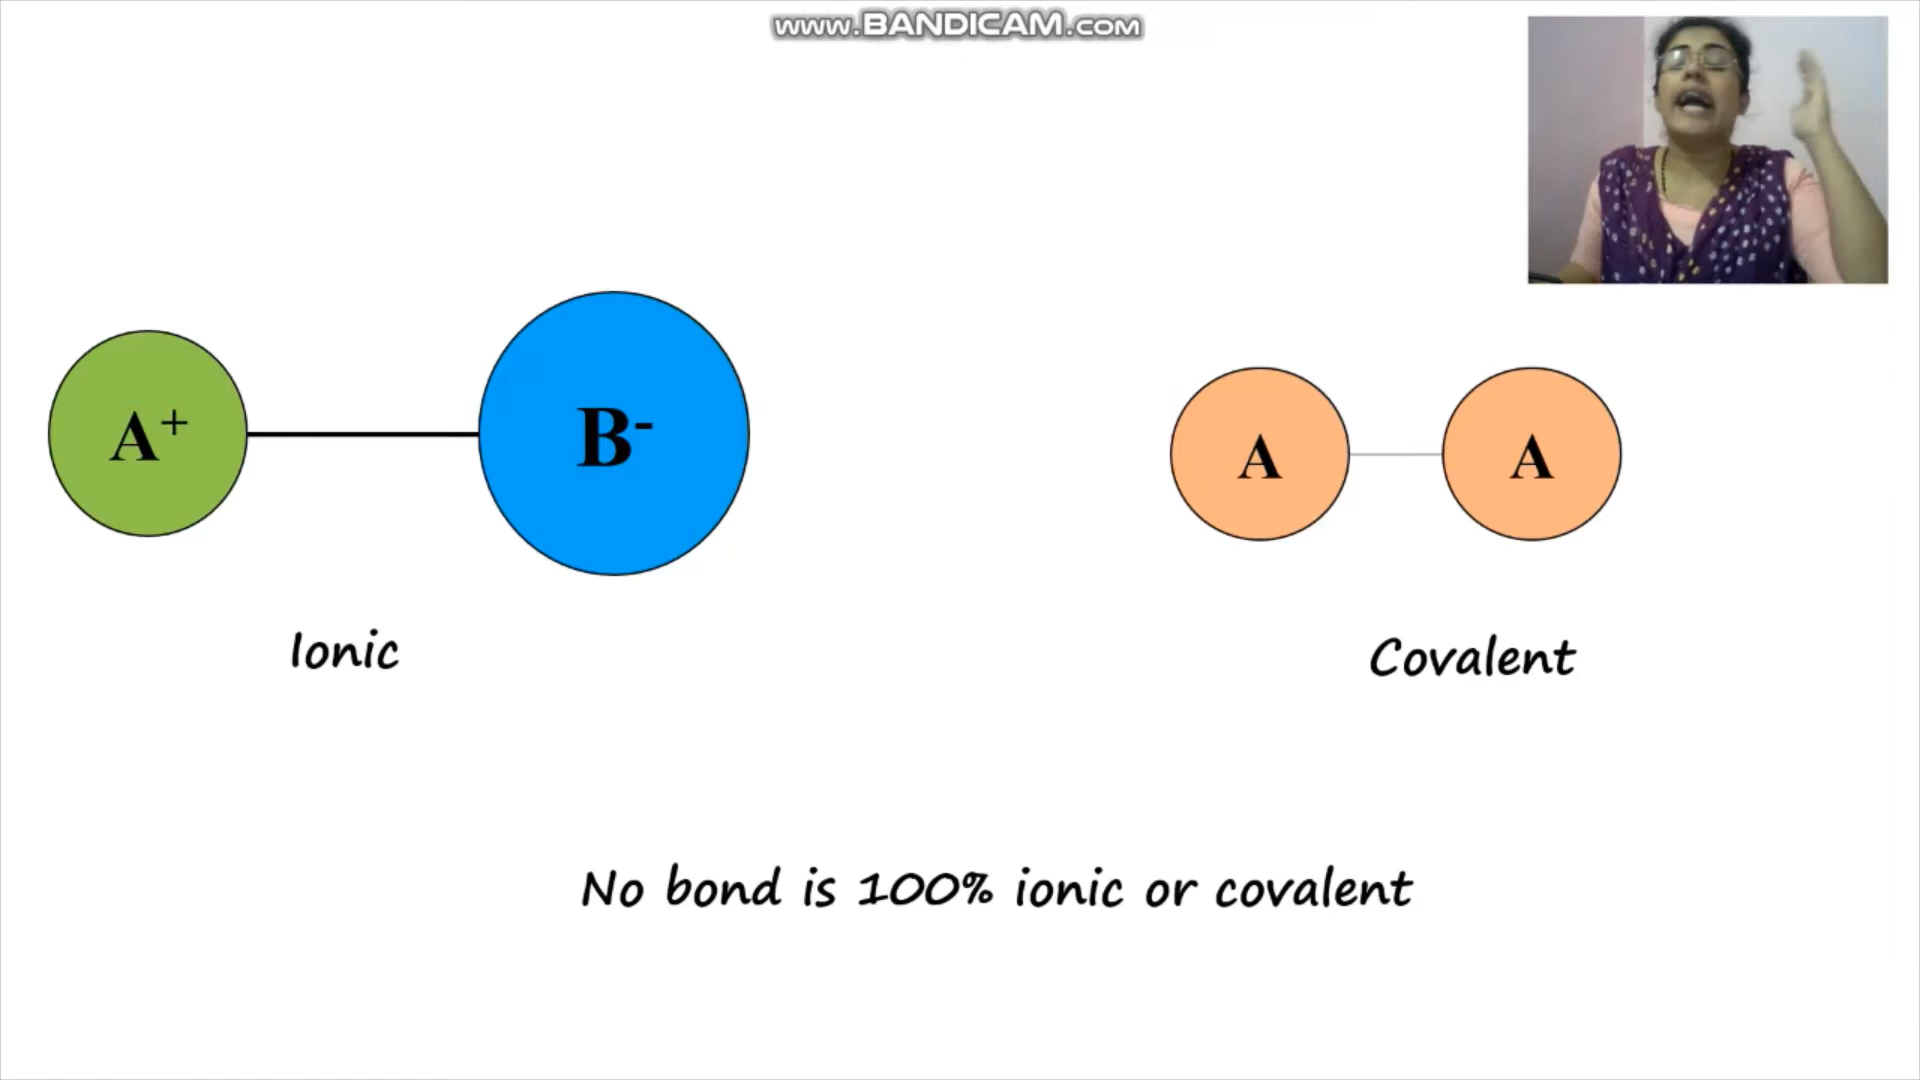 www.BANDICAM.com
A⁺
B⁻
A
A
Ionic
Covalent
No bond is 100% ionic or covalent